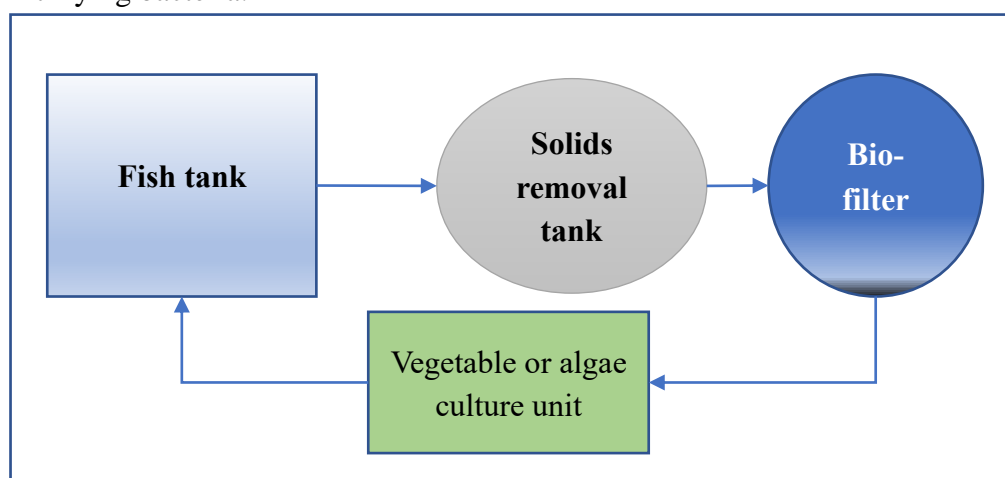 Fish tank
Solids
removal
tank
Bio-
filter
Vegetable or algae
culture unit